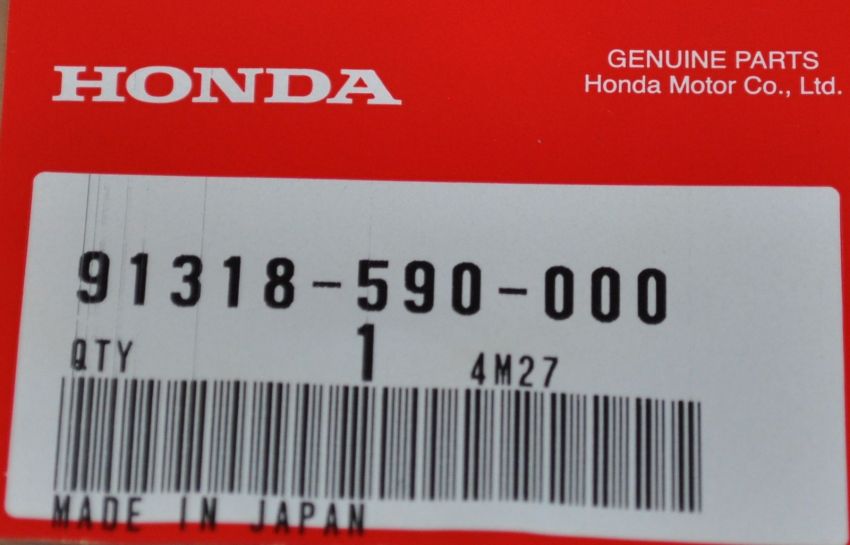 HONDA
GENUINE PARTS
Honda Motor Co., Ltd.
91318-590-000
QTY 1 4M27
MADE IN JAPAN